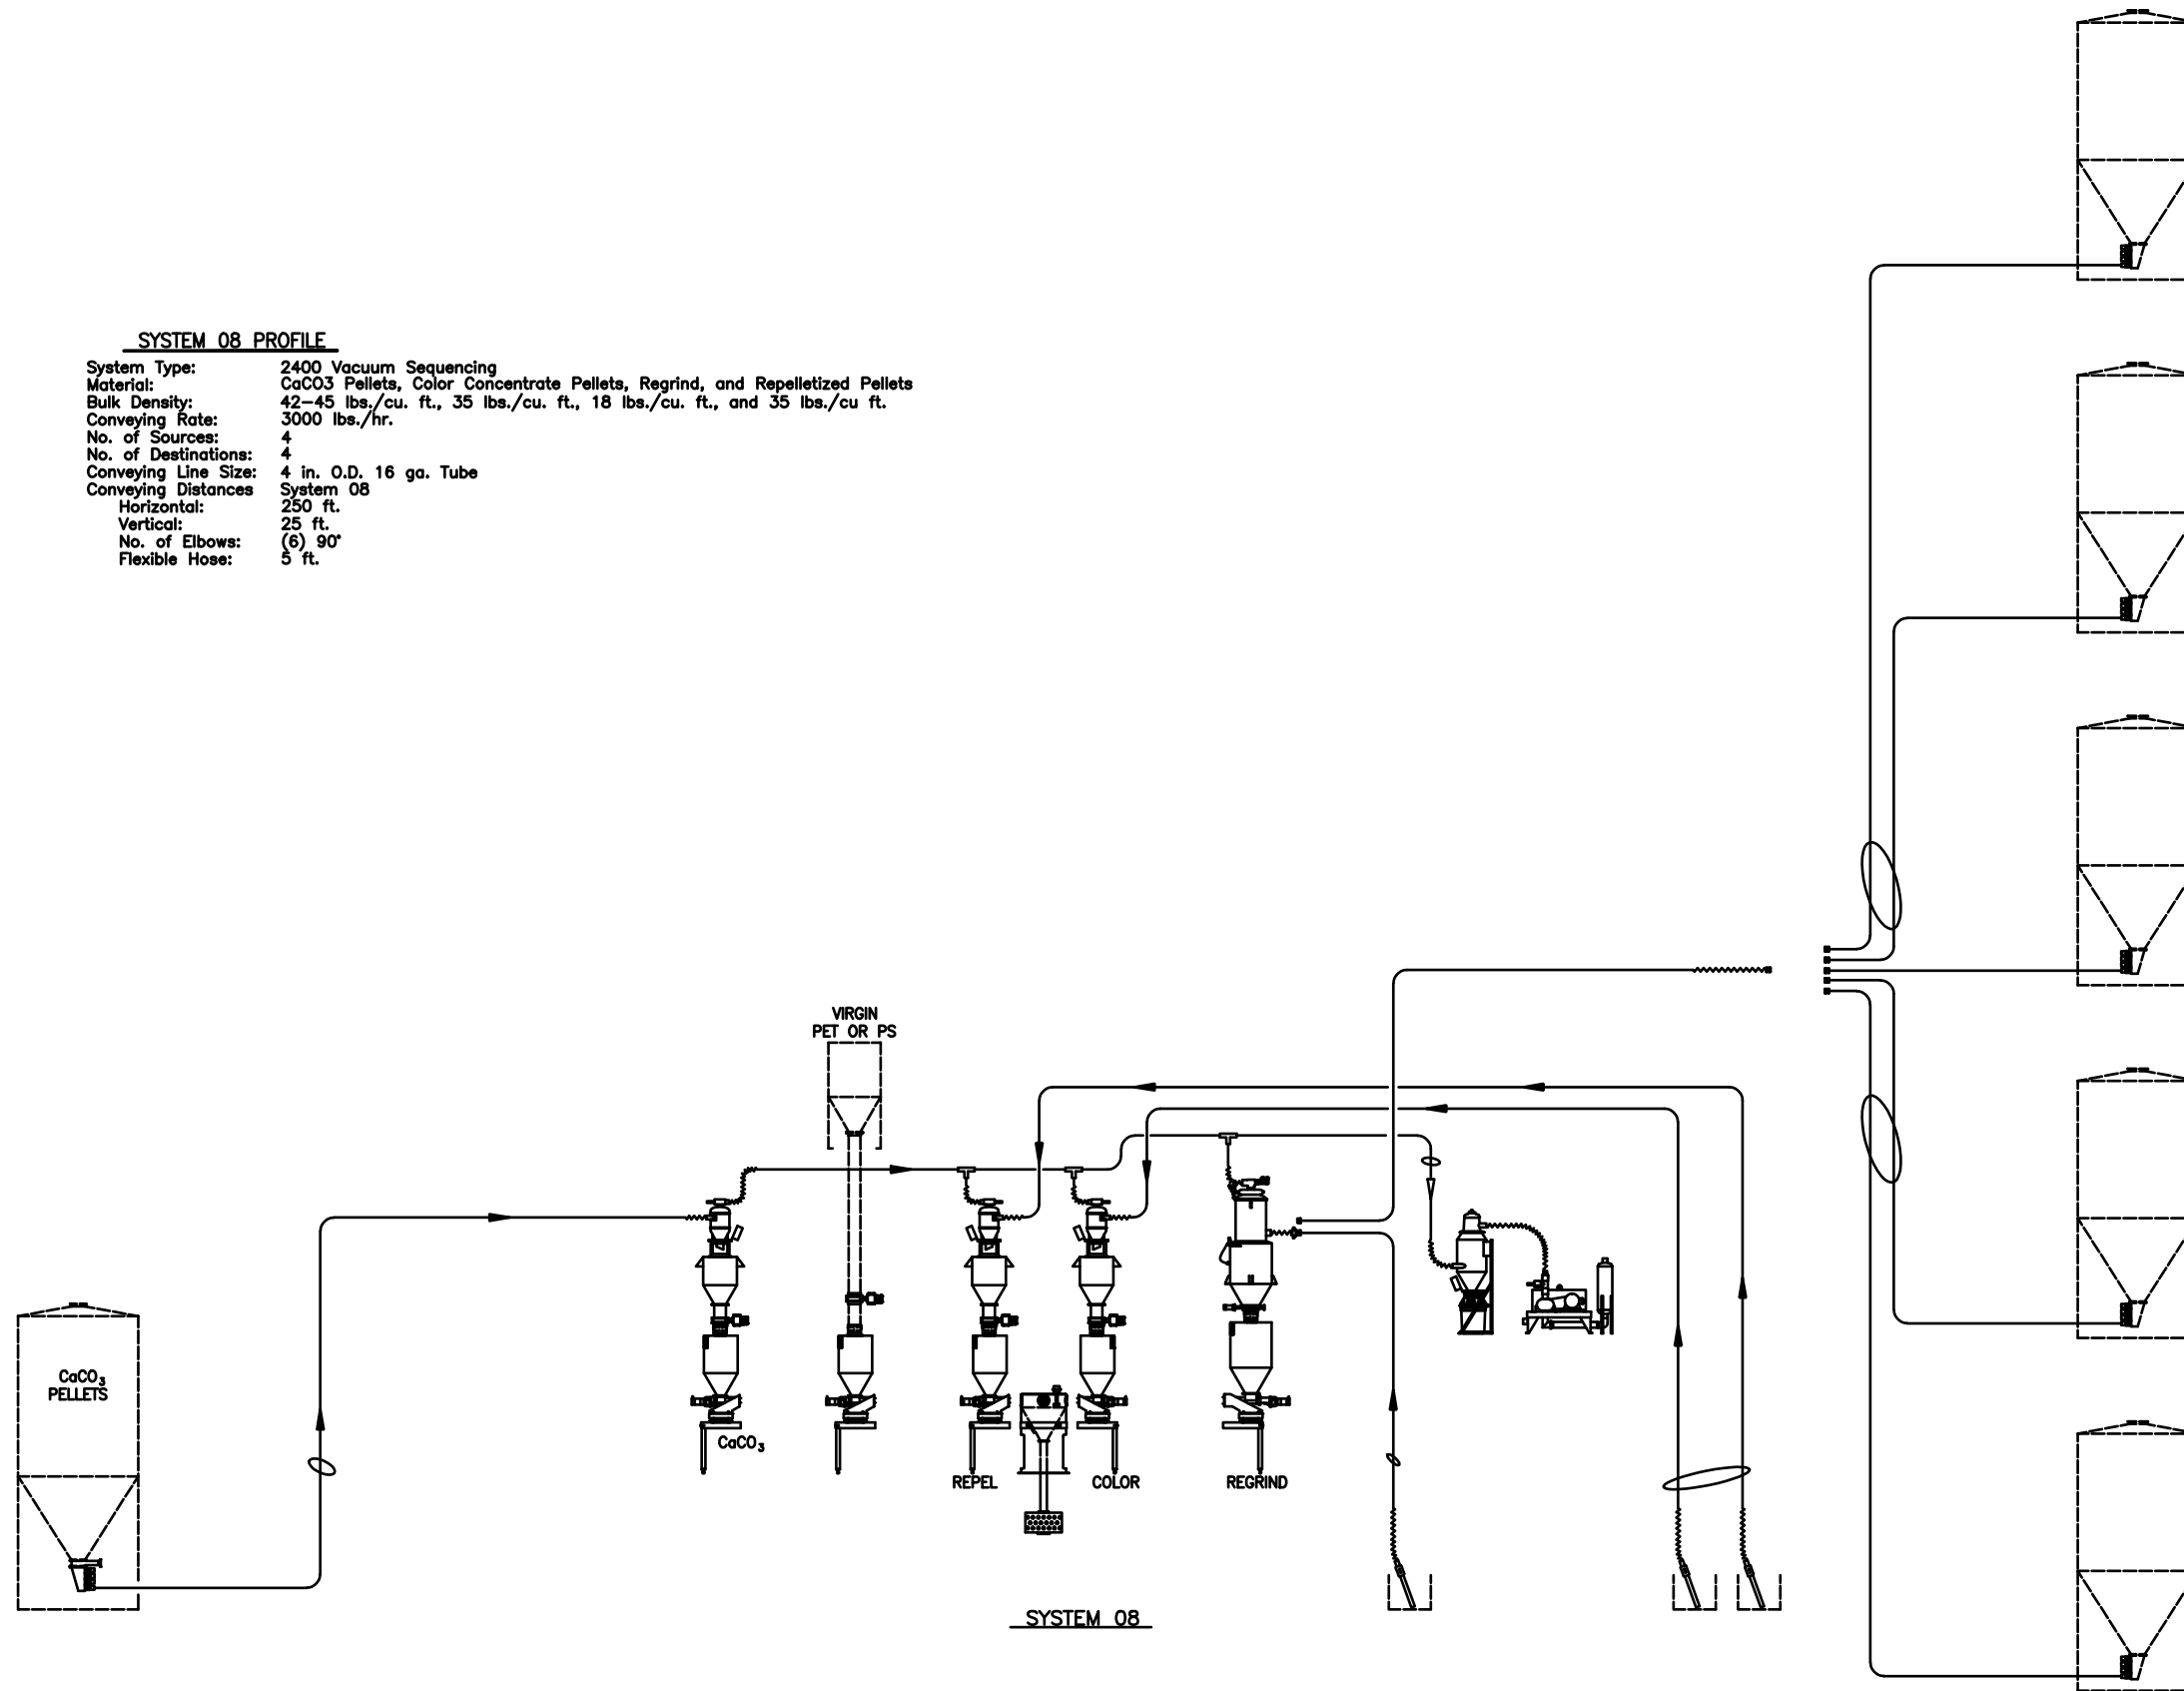 SYSTEM 08 PROFILE
System Type: 2400 Vacuum Sequencing
Material: CaCO3 Pellets, Color Concentrate Pellets, Regrind, and Repelletized Pellets
Bulk Density: 42-45 lbs./cu. ft., 35 lbs./cu. ft., 18 lbs./cu. ft., and 35 lbs./cu ft.
Conveying Rate: 3000 lbs./hr.
No. of Sources: 4
No. of Destinations: 4
Conveying Line Size: 4 in. O.D. 16 ga. Tube
Conveying Distances System 08
Horizontal: 250 ft.
Vertical: 25 ft.
No. of Elbows: (6) 90°
Flexible Hose: 5 ft.
VIRGIN
PET OR PS
CaCO₃
PELLETS
CaCO₃
REPEL
COLOR
REGRIND
SYSTEM 08